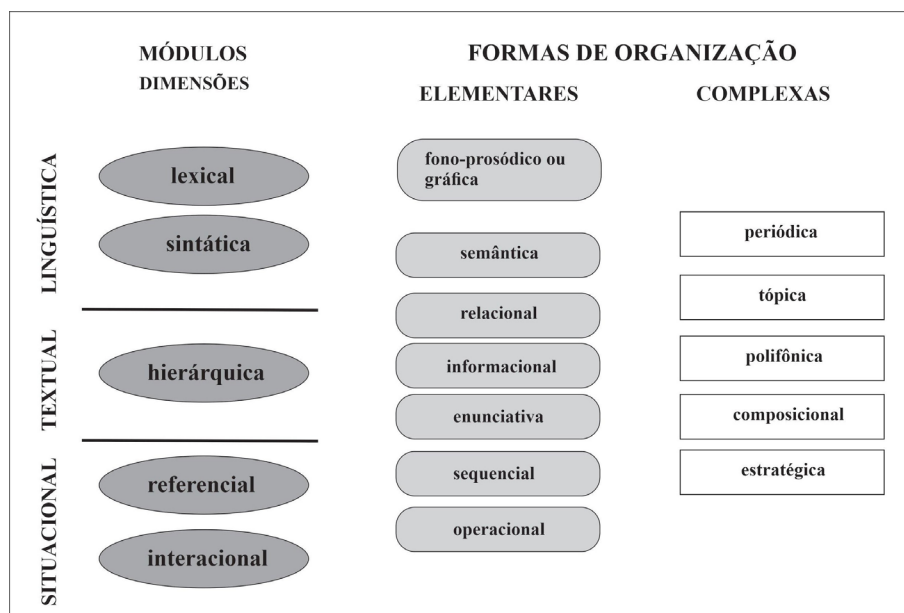 MÓDULOS
DIMENSÕES
FORMAS DE ORGANIZAÇÃO
ELEMENTARES
COMPLEXAS
LINGUÍSTICA
lexical
sintática
TEXTUAL
hierárquica
SITUACIONAL
referencial
interacional
fono-prosódico ou
gráfica
semântica
relacional
informacional
enunciativa
sequencial
operacional
periódica
tópica
polifônica
composicional
estratégica